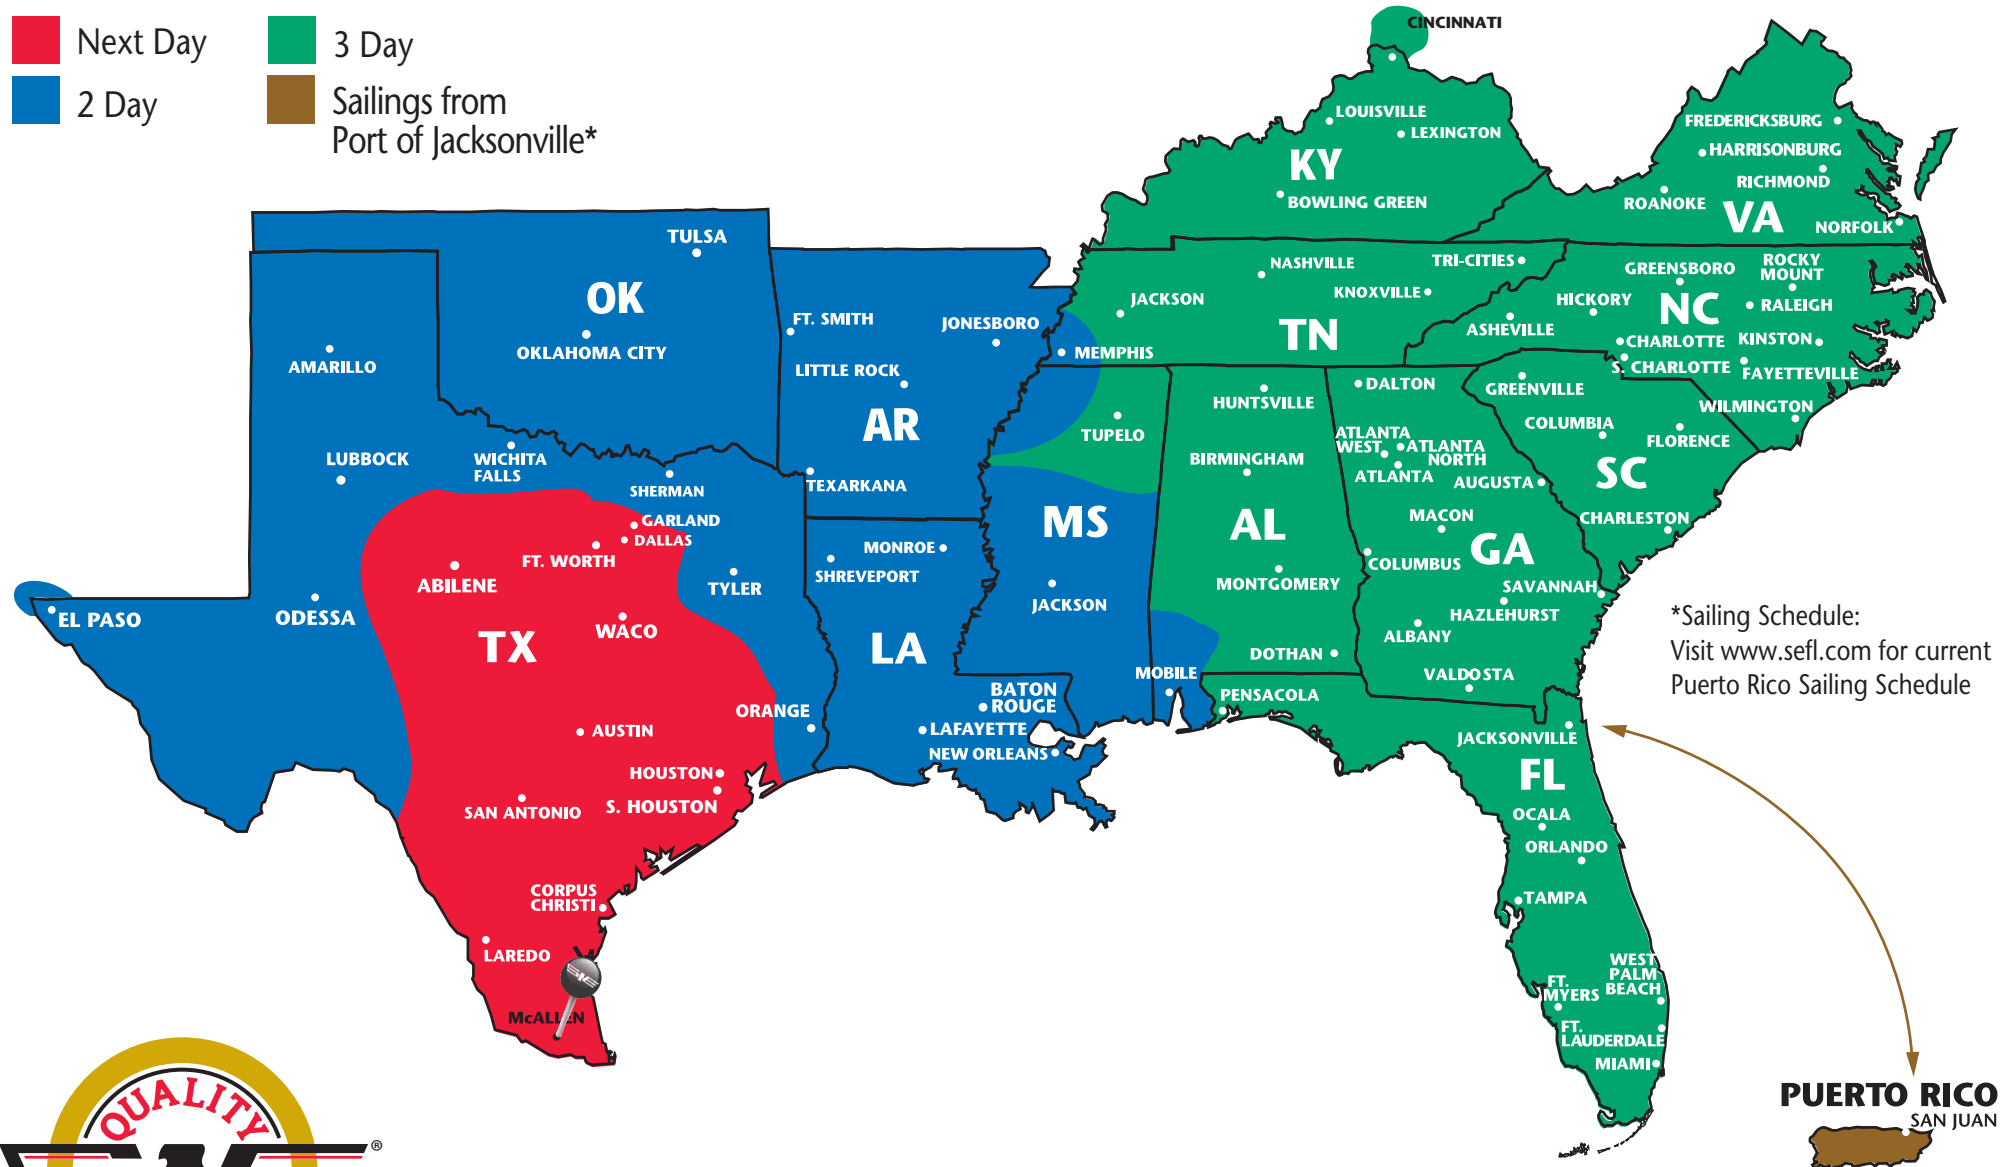 Next Day
3 Day
2 Day
Sailings from
Port of Jacksonville*
CINCINNATI
LOUISVILLE
LEXINGTON
KY
BOWLING GREEN
FREDERICKSBURG
HARRISONBURG
RICHMOND
ROANOKE
VA
NORFOLK
TULSA
OK
OKLAHOMA CITY
AMARILLO
LUBBOCK
WICHITA
FALLS
SHERMAN
GARLAND
DALLAS
FT. WORTH
ABILENE
TYLER
EL PASO
ODESSA
WACO
TX
ORANGE
AUSTIN
HOUSTON
S. HOUSTON
SAN ANTONIO
CORPUS
CHRISTI
LAREDO
McALLEN
FT. SMITH
JONESBORO
LITTLE ROCK
AR
TEXARKANA
MONROE
SHREVEPORT
LA
BATON
ROUGE
LAFAYETTE
NEW ORLEANS
NASHVILLE
TRI-CITIES
KNOXVILLE
JACKSON
TN
MEMPHIS
TUPELO
MS
JACKSON
HUNTSVILLE
BIRMINGHAM
AL
MONTGOMERY
DOTHAN
MOBILE
GREENSBORO
ROCKY
MOUNT
HICKORY
NC
RALEIGH
ASHEVILLE
CHARLOTTE
KINSTON
S. CHARLOTTE
FAYETTEVILLE
WILMINGTON
GREENVILLE
COLUMBIA
FLORENCE
SC
CHARLESTON
DALTON
ATLANTA
WEST
ATLANTA
NORTH
ATLANTA
AUGUSTA
MACON
GA
COLUMBUS
SAVANNAH
HAZLEHURST
ALBANY
VALDOSTA
PENSACOLA
JACKSONVILLE
FL
OCALA
ORLANDO
TAMPA
WEST
PALM
BEACH
FT.
MYERS
FT.
LAUDERDALE
MIAMI
*Sailing Schedule:
Visit www.sefl.com for current
Puerto Rico Sailing Schedule
PUERTO RICO
SAN JUAN
QUALITY
®